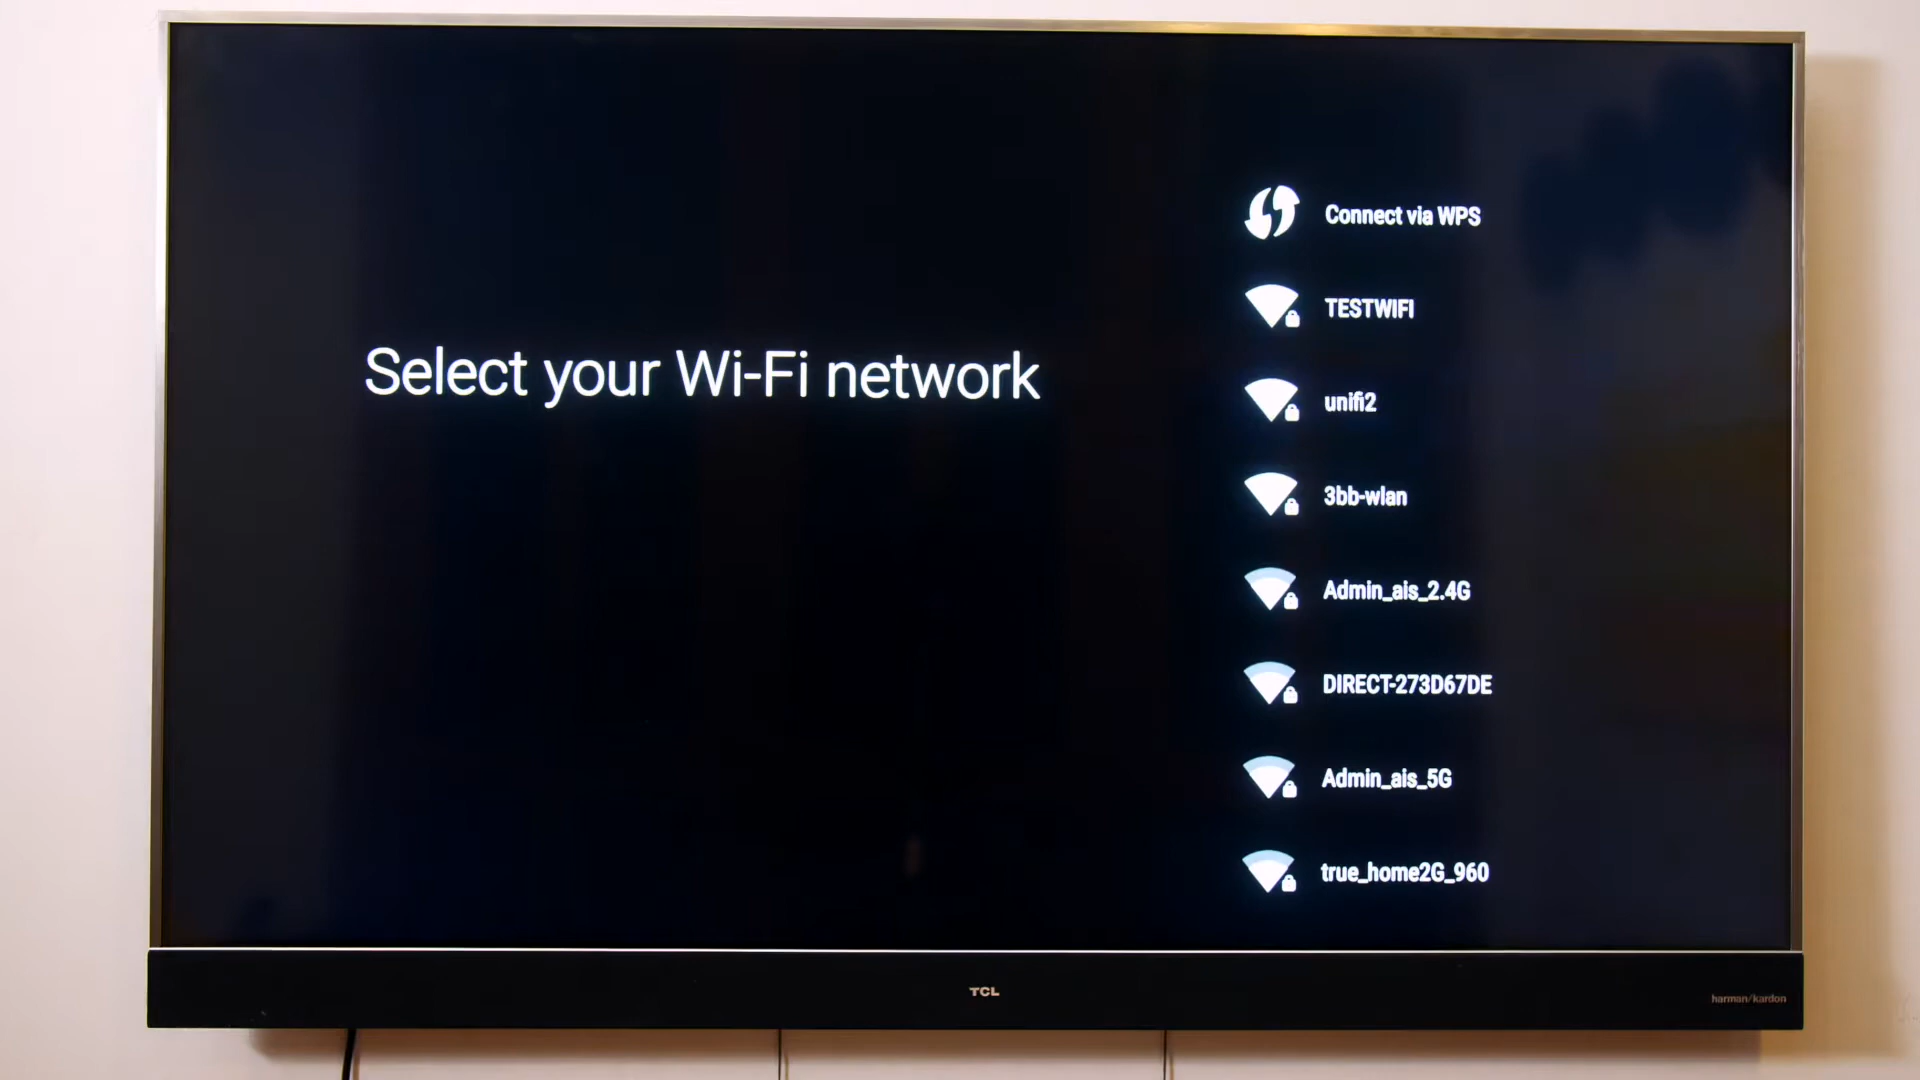 Select your Wi-Fi network
Connect via WPS
TESTWIFI
unifi2
3bb-wlan
Admin_ais_2.4G
DIRECT-273D67DE
Admin_ais_5G
true_home2G_960
TCL
harman/kardon